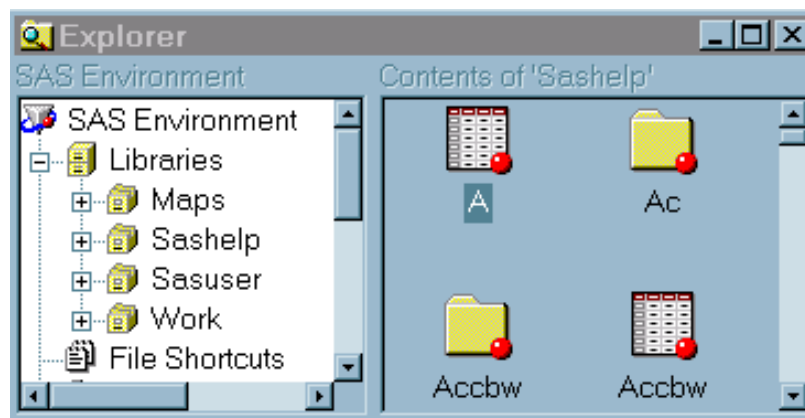 Explorer
SAS Environment
Contents of 'Sashelp'
SAS Environment
Libraries
Maps
Sashelp
Sasuser
Work
File Shortcuts
A
Ac
Accbw
Accbw